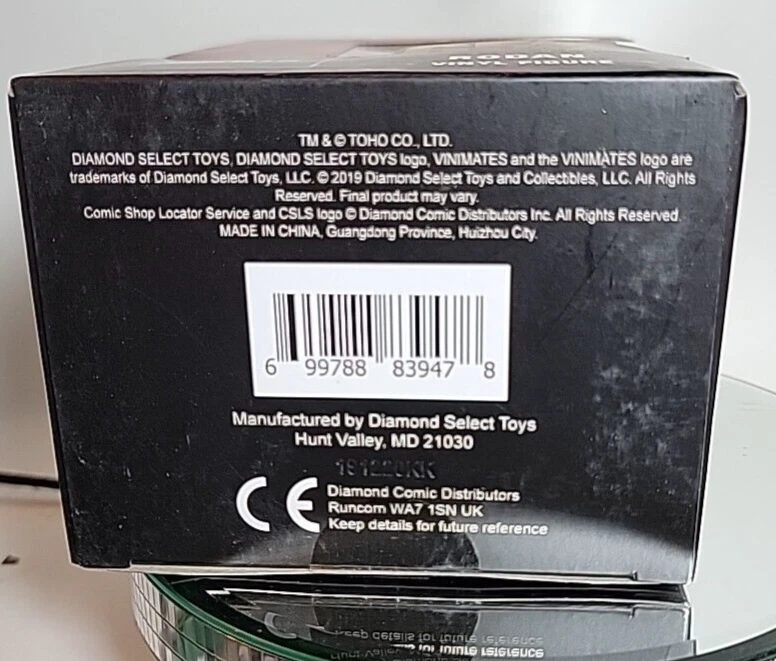 RODAN
VINYL FIGURE
TM & © TOHO CO., LTD.
DIAMOND SELECT TOYS, DIAMOND SELECT TOYS logo, VINIMATES and the VINIMATES logo are
trademarks of Diamond Select Toys, LLC. © 2019 Diamond Select Toys and Collectibles, LLC. All Rights
Reserved. Final product may vary.
Comic Shop Locator Service and CSLS logo © Diamond Comic Distributors Inc. All Rights Reserved.
MADE IN CHINA, Guangdong Province, Huizhou City.
6 99788 83947 8
Manufactured by Diamond Select Toys
Hunt Valley, MD 21030
CE
Diamond Comic Distributors
Runcorn WA7 1SN UK
Keep details for future reference